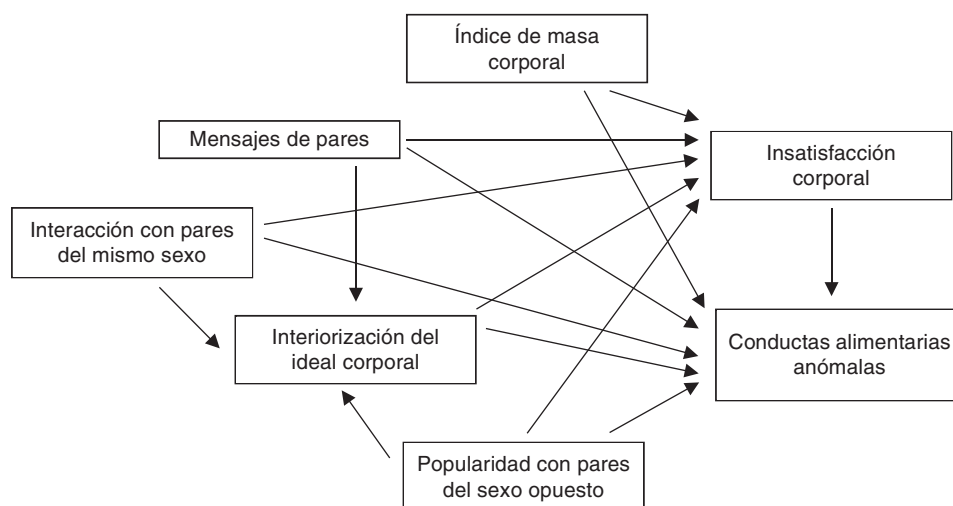 Índice de masa
corporal
Mensajes de pares
Insatisfacción
corporal
Interacción con pares
del mismo sexo
Interiorización del
ideal corporal
Conductas alimentarias
anómalas
Popularidad con pares
del sexo opuesto